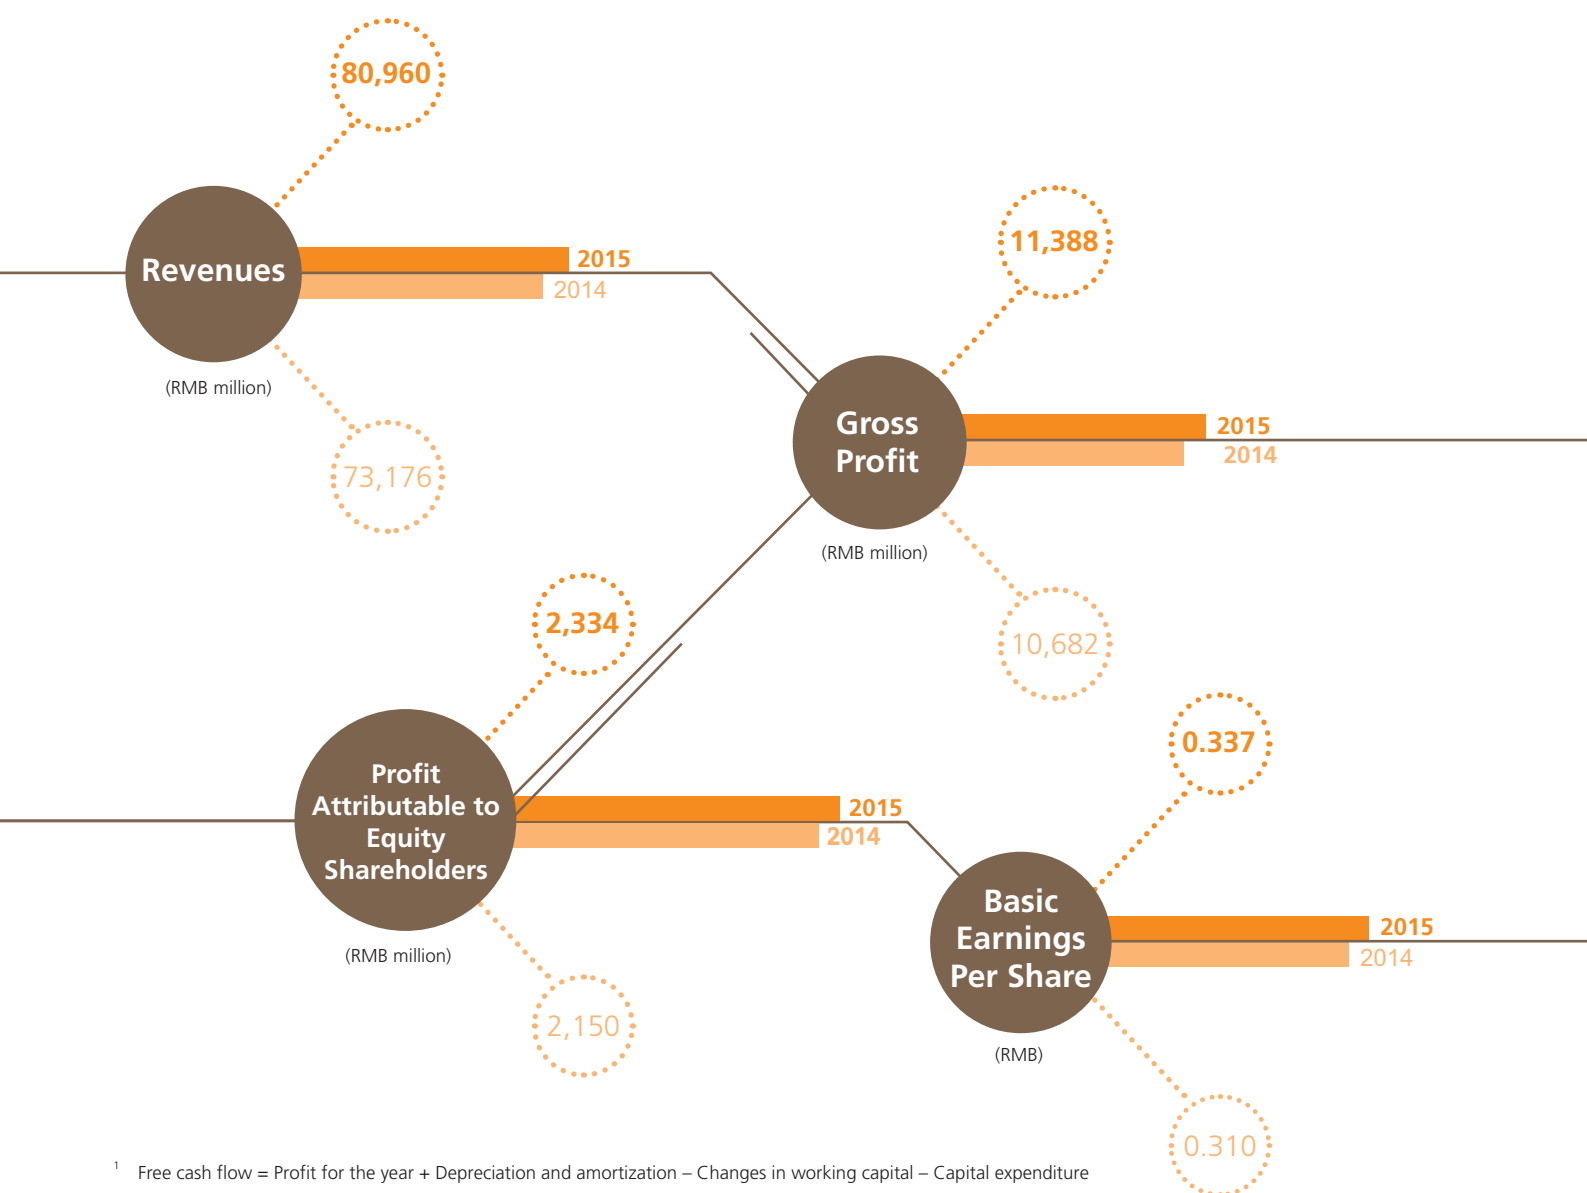 80,960
Revenues
2015
2014
(RMB million)
73,176
11,388
Gross
Profit
2015
2014
(RMB million)
10,682
2,334
Profit
Attributable to
Equity
Shareholders
2015
2014
(RMB million)
2,150
0.337
Basic
Earnings
Per Share
2015
2014
(RMB)
0.310
1 Free cash flow = Profit for the year + Depreciation and amortization – Changes in working capital – Capital expenditure